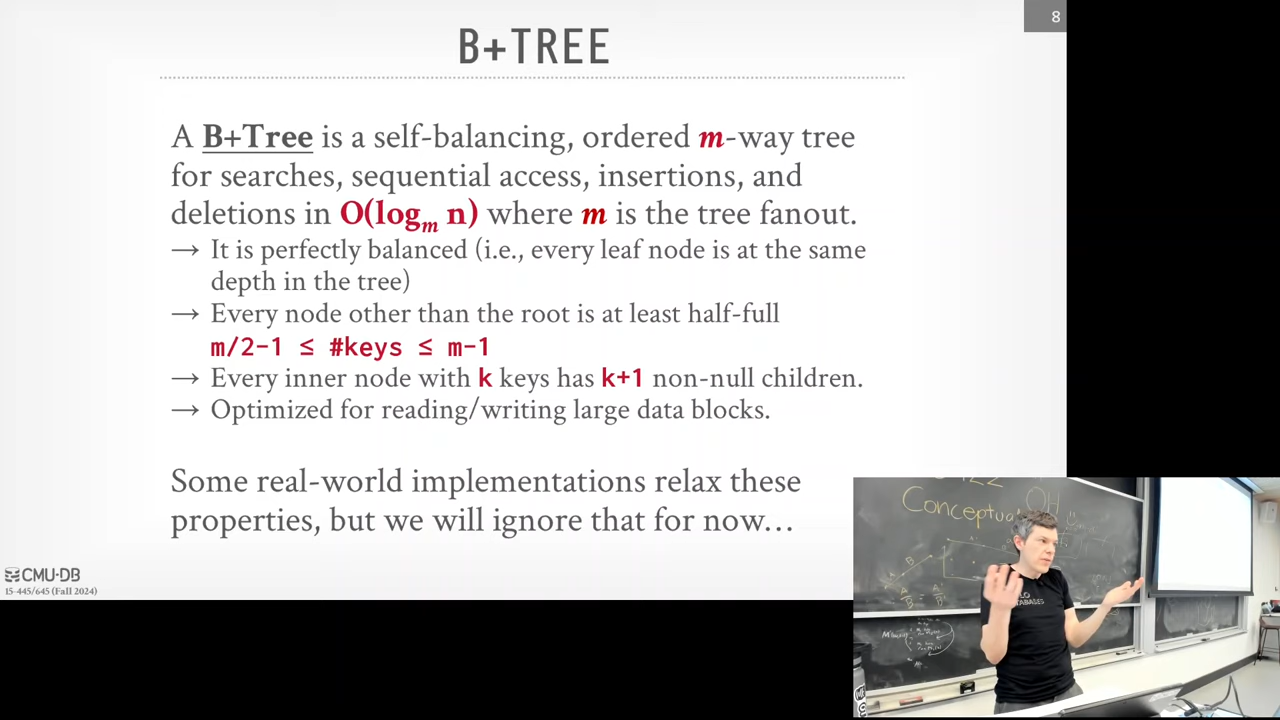 8
B+TREE
A B+Tree is a self-balancing, ordered m-way tree
for searches, sequential access, insertions, and
deletions in O(logₘ n) where m is the tree fanout.
→ It is perfectly balanced (i.e., every leaf node is at the same
depth in the tree)
→ Every node other than the root is at least half-full
m/2-1 ≤ #keys ≤ m-1
→ Every inner node with k keys has k+1 non-null children.
→ Optimized for reading/writing large data blocks.
Some real-world implementations relax these
properties, but we will ignore that for now...
CMU·DB
15-445/645 (Fall 2024)
Conceptual OH